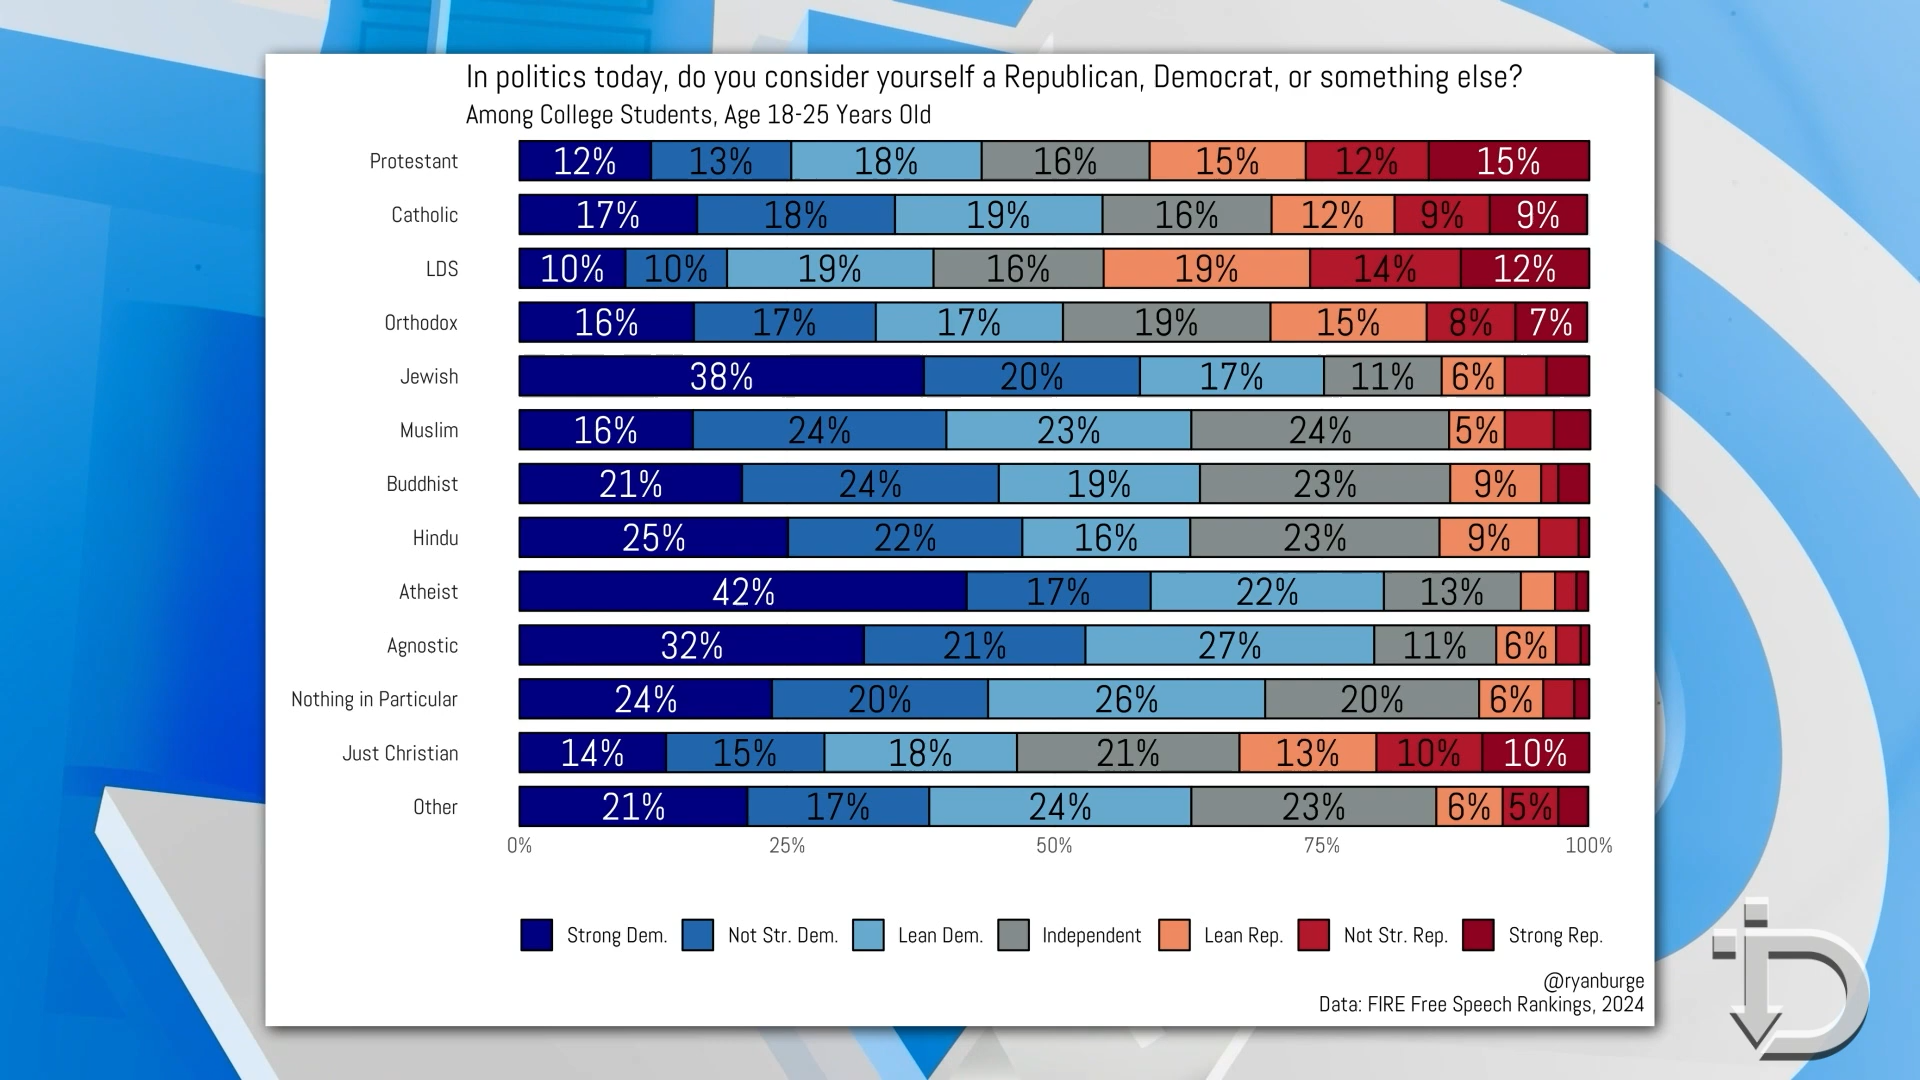 In politics today, do you consider yourself a Republican, Democrat, or something else?
Among College Students, Age 18-25 Years Old
Protestant 12% 13% 18% 16% 15% 12% 15%
Catholic 17% 18% 19% 16% 12% 9% 9%
LDS 10% 10% 19% 16% 19% 14% 12%
Orthodox 16% 17% 17% 19% 15% 8% 7%
Jewish 38% 20% 17% 11% 6%
Muslim 16% 24% 23% 24% 5%
Buddhist 21% 24% 19% 23% 9%
Hindu 25% 22% 16% 23% 9%
Atheist 42% 17% 22% 13%
Agnostic 32% 21% 27% 11% 6%
Nothing in Particular 24% 20% 26% 20% 6%
Just Christian 14% 15% 18% 21% 13% 10% 10%
Other 21% 17% 24% 23% 6% 5%
0% 25% 50% 75% 100%
Strong Dem. Not Str. Dem. Lean Dem. Independent Lean Rep. Not Str. Rep. Strong Rep.
@ryanburge
Data: FIRE Free Speech Rankings, 2024